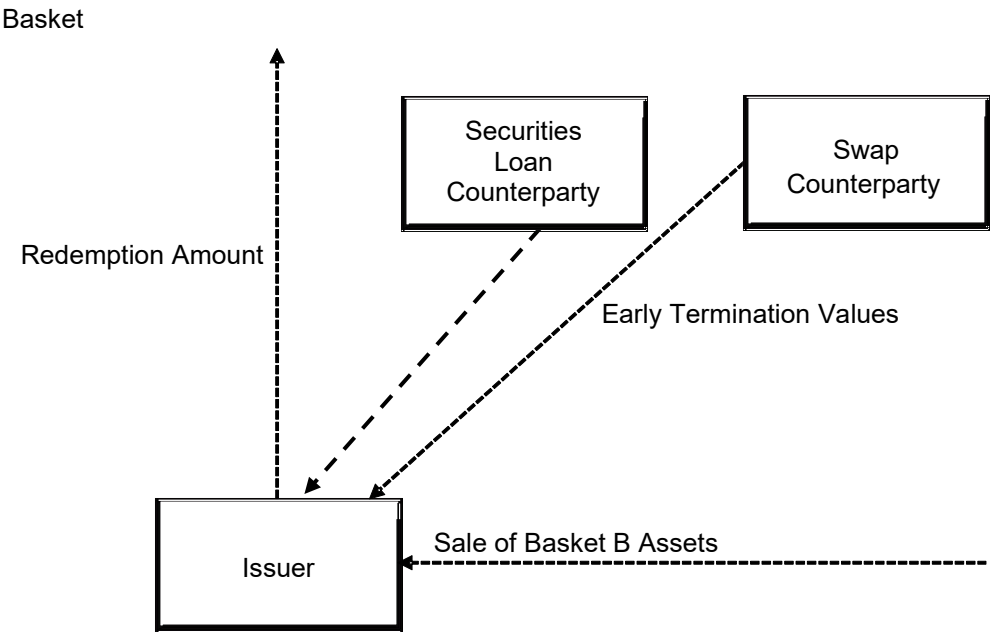 Basket
Securities
Loan
Counterparty
Swap
Counterparty
Redemption Amount
Early Termination Values
Sale of Basket B Assets
Issuer